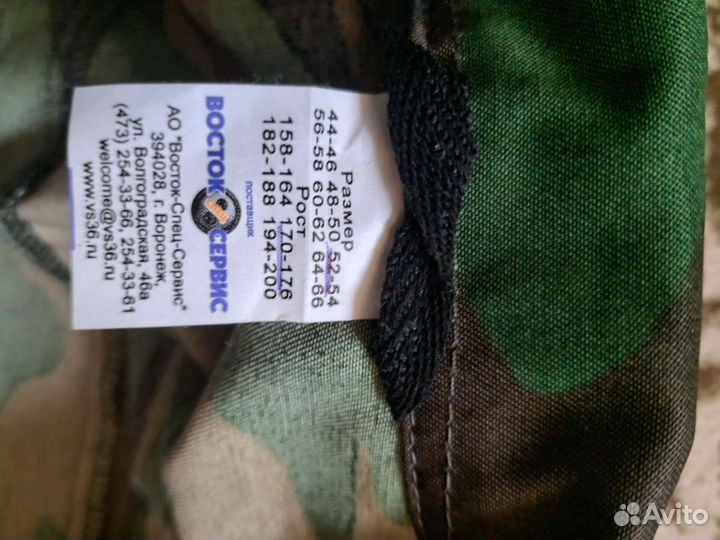 Размер
44-46 48-50 52-54
56-58 60-62 64-66
Рост
158-164 170-176
182-188 194-200
поставщик
ВОСТОК СЕРВИС
АО "Восток-Спец-Сервис"
394028, г. Воронеж,
ул. Волгоградская, 46а
(473) 254-33-66, 254-33-61
welcome@vs36.ru
www.vs36.ru
Avito